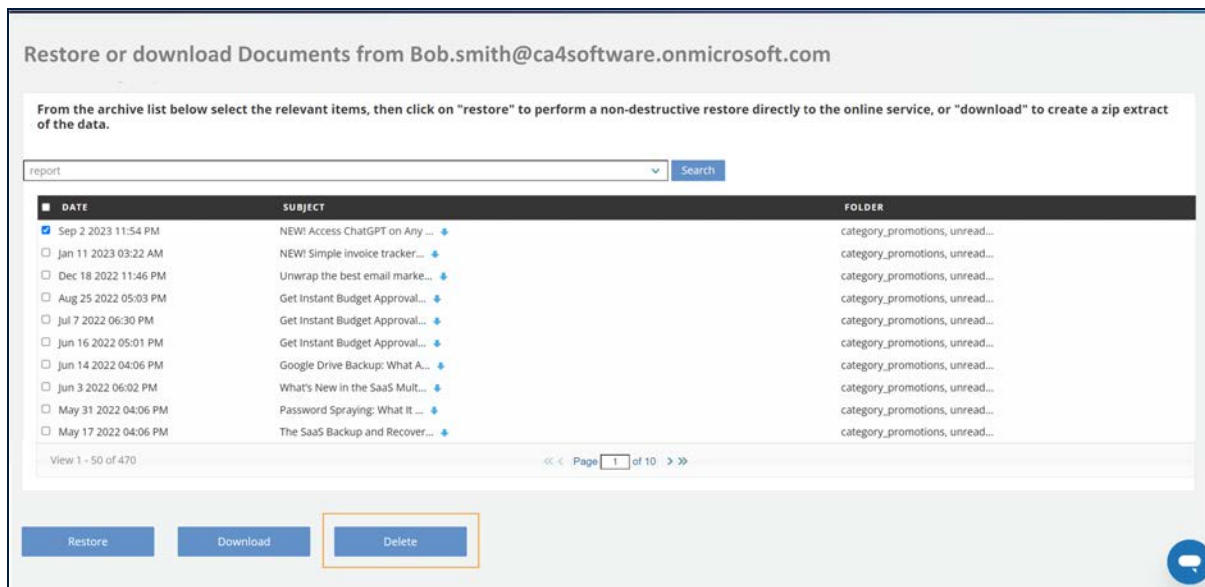 Restore or download Documents from Bob.smith@ca4software.onmicrosoft.com
From the archive list below select the relevant items, then click on "restore" to perform a non-destructive restore directly to the online service, or "download" to create a zip extract
of the data.
report Search
DATE SUBJECT FOLDER
Sep 2 2023 11:54 PM NEW! Access ChatGPT on Any ... category_promotions, unread...
Jan 11 2023 03:22 AM NEW! Simple invoice tracker... category_promotions, unread...
Dec 18 2022 11:46 PM Unwrap the best email marke... category_promotions, unread...
Aug 25 2022 05:03 PM Get Instant Budget Approval... category_promotions, unread...
Jul 7 2022 06:30 PM Get Instant Budget Approval... category_promotions, unread...
Jun 16 2022 05:01 PM Get Instant Budget Approval... category_promotions, unread...
Jun 14 2022 04:06 PM Google Drive Backup: What A... category_promotions, unread...
Jun 3 2022 06:02 PM What's New in the SaaS Mult... category_promotions, unread...
May 31 2022 04:06 PM Password Spraying: What It ... category_promotions, unread...
May 17 2022 04:06 PM The SaaS Backup and Recover... category_promotions, unread...
View 1 - 50 of 470 Page 1 of 10
Restore Download Delete